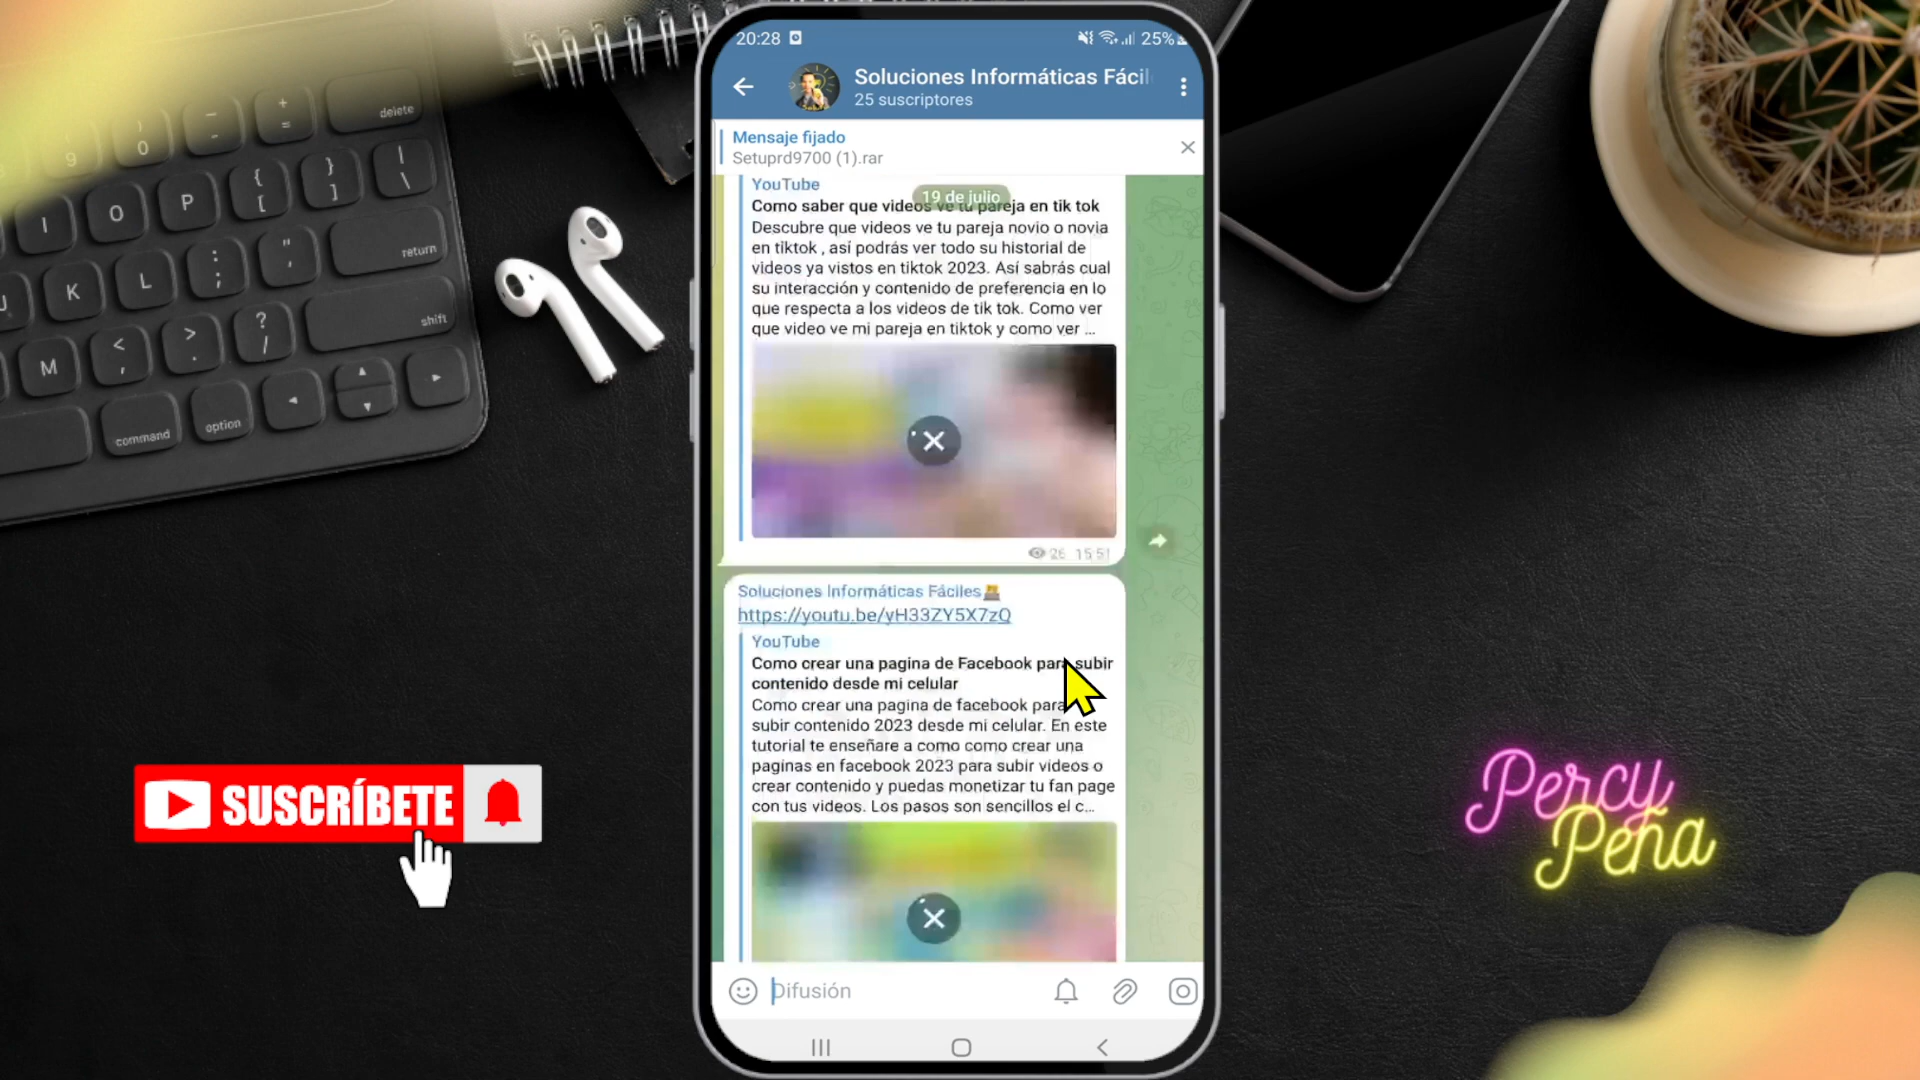 20:28
25%
Soluciones Informáticas Fácil
25 suscriptores
Mensaje fijado
Setuprd9700 (1).rar
YouTube
19 de julio
Como saber que videos ve tu pareja en tik tok
Descubre que videos ve tu pareja novio o novia
en tiktok , así podrás ver todo su historial de
videos ya vistos en tiktok 2023. Así sabrás cual
su interacción y contenido de preferencia en lo
que respecta a los videos de tik tok. Como ver
que video ve mi pareja en tiktok y como ver ...
26 15:51
Soluciones Informáticas Fáciles
https://youtu.be/yH33ZY5X7zQ
YouTube
Como crear una pagina de Facebook para subir
contenido desde mi celular
Como crear una pagina de facebook para
subir contenido 2023 desde mi celular. En este
tutorial te enseñare a como como crear una
paginas en facebook 2023 para subir videos o
crear contenido y puedas monetizar tu fan page
con tus videos. Los pasos son sencillos el c...
Difusión
SUSCRÍBETE
Percy
Peña
delete
+
=
-
)
0
9
return
{
[
}
]
|
\
I
O
P
"
'
:
;
L
K
J
shift
?
/
>
.
<
,
M
option
command